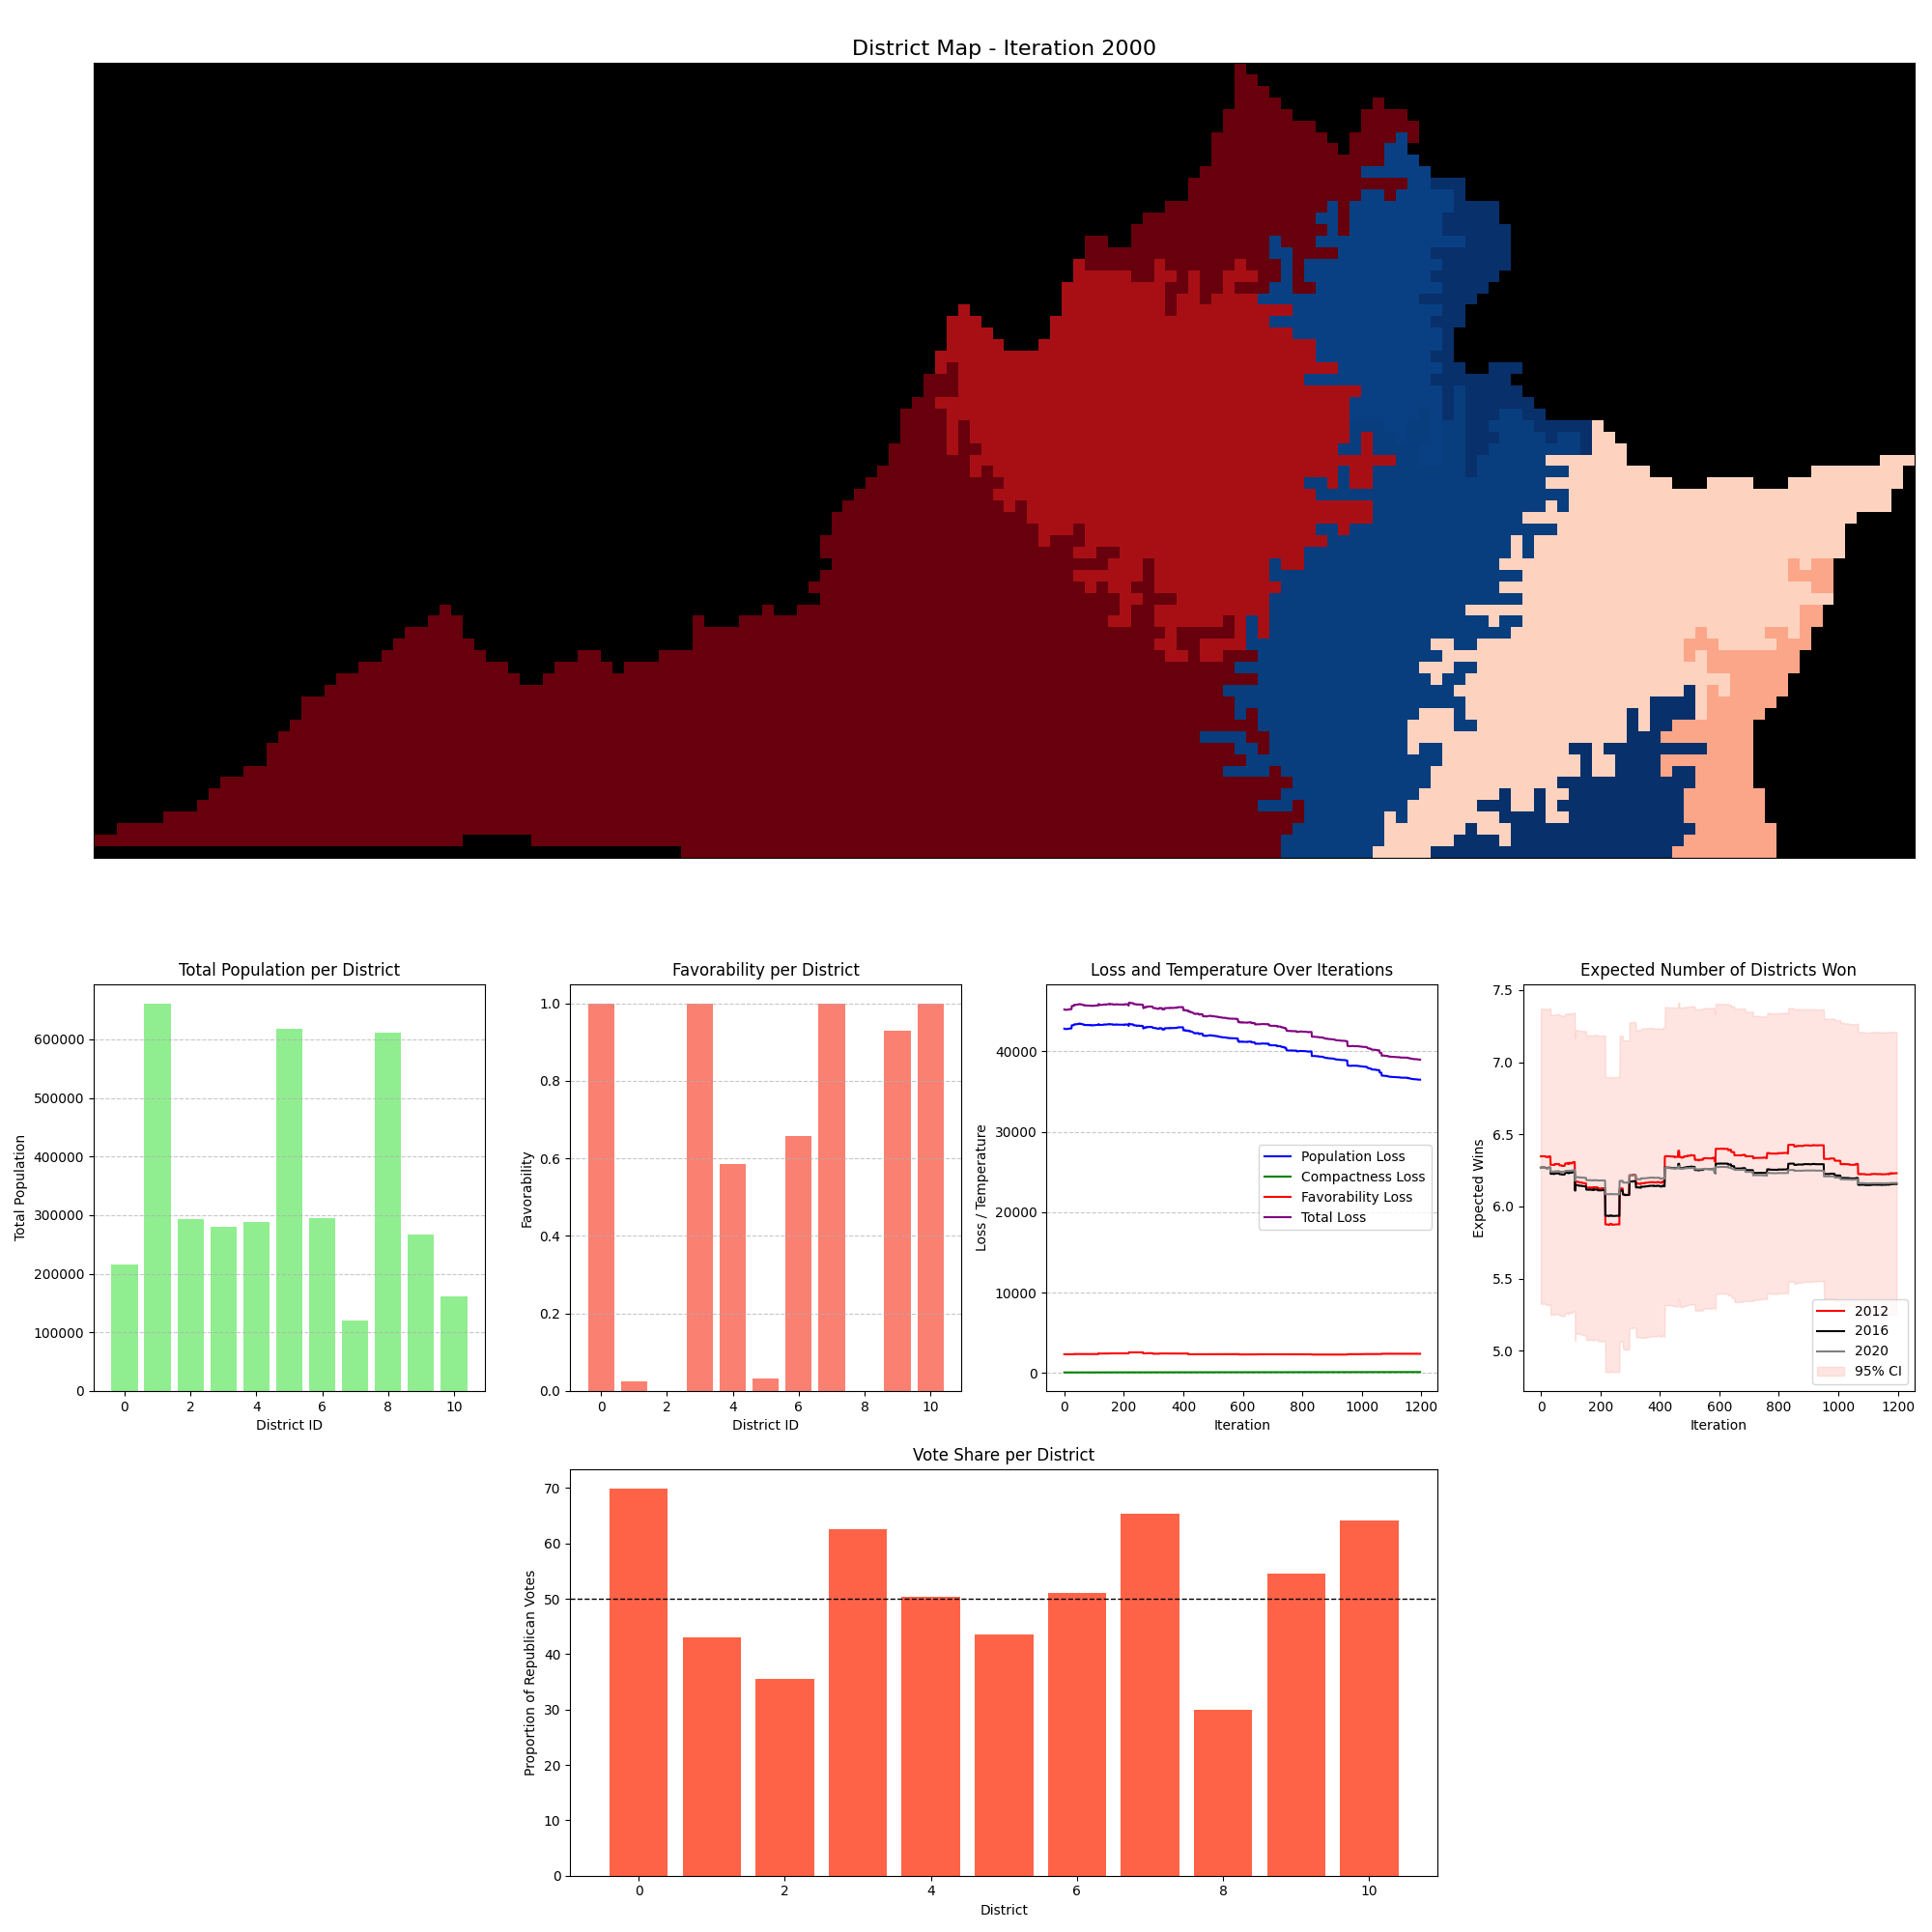 District Map - Iteration 2000
Total Population per District
Total Population
600000
500000
400000
300000
200000
100000
0
0 2 4 6 8 10
District ID
Favorability per District
Favorability
1.0
0.8
0.6
0.4
0.2
0.0
0 2 4 6 8 10
District ID
Loss and Temperature Over Iterations
Loss / Temperature
40000
30000
20000
10000
0
Population Loss
Compactness Loss
Favorability Loss
Total Loss
0 200 400 600 800 1000 1200
Iteration
Expected Number of Districts Won
Expected Wins
7.5
7.0
6.5
6.0
5.5
5.0
2012
2016
2020
95% CI
0 200 400 600 800 1000 1200
Iteration
Vote Share per District
Proportion of Republican Votes
70
60
50
40
30
20
10
0
0 2 4 6 8 10
District